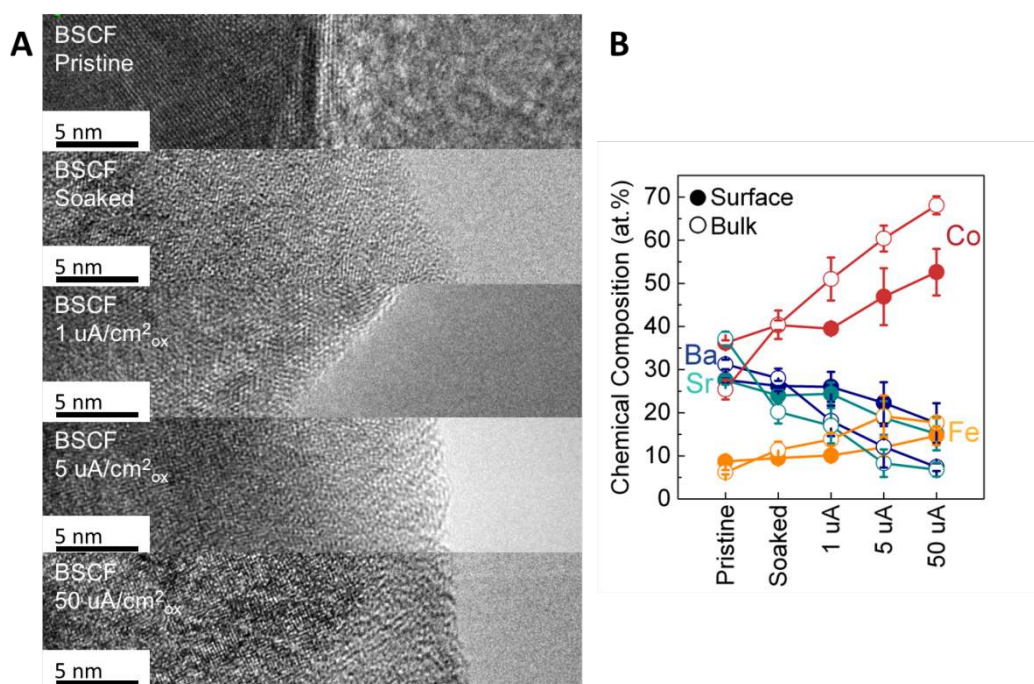 A
BSCF
Pristine
5 nm
BSCF
Soaked
5 nm
BSCF
1 uA/cm²ox
5 nm
BSCF
5 uA/cm²ox
5 nm
BSCF
50 uA/cm²ox
5 nm
B
Chemical Composition (at.%)
70
60
50
40
30
20
10
0
Surface
Bulk
Co
Ba
Sr
Fe
Pristine
Soaked
1 uA
5 uA
50 uA